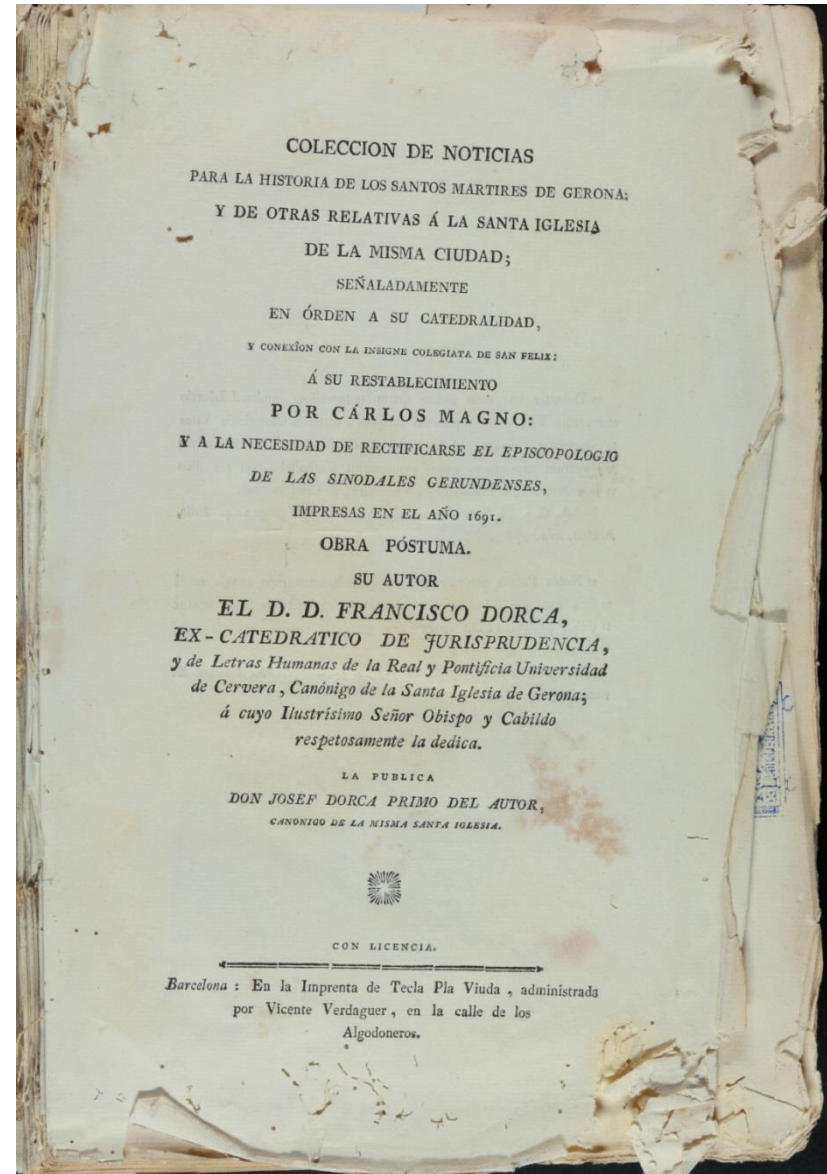 COLECCION DE NOTICIAS
PARA LA HISTORIA DE LOS SANTOS MARTIRES DE GERONA;
Y DE OTRAS RELATIVAS Á LA SANTA IGLESIA
DE LA MISMA CIUDAD;
SEÑALADAMENTE
EN ÓRDEN A SU CATEDRALIDAD,
Y CONEXÎON CON LA INSIGNE COLEGIATA DE SAN FELIX:
Á SU RESTABLECIMIENTO
POR CÁRLOS MAGNO:
Y A LA NECESIDAD DE RECTIFICARSE EL EPISCOPOLOGIO
DE LAS SINODALES GERUNDENSES,
IMPRESAS EN EL AÑO 1691.
OBRA PÓSTUMA.
SU AUTOR
EL D. D. FRANCISCO DORCA,
EX-CATEDRATICO DE JURISPRUDENCIA,
y de Letras Humanas de la Real y Pontificia Universidad
de Cervera, Canónigo de la Santa Iglesia de Gerona;
á cuyo Ilustrísimo Señor Obispo y Cabildo
respetosamente la dedica.
LA PUBLICA
DON JOSEF DORCA PRIMO DEL AUTOR,
CANONIGO DE LA MISMA SANTA IGLESIA.
CON LICENCIA.
Barcelona : En la Imprenta de Tecla Pla Viuda , administrada
por Vicente Verdaguer , en la calle de los
Algodoneros.